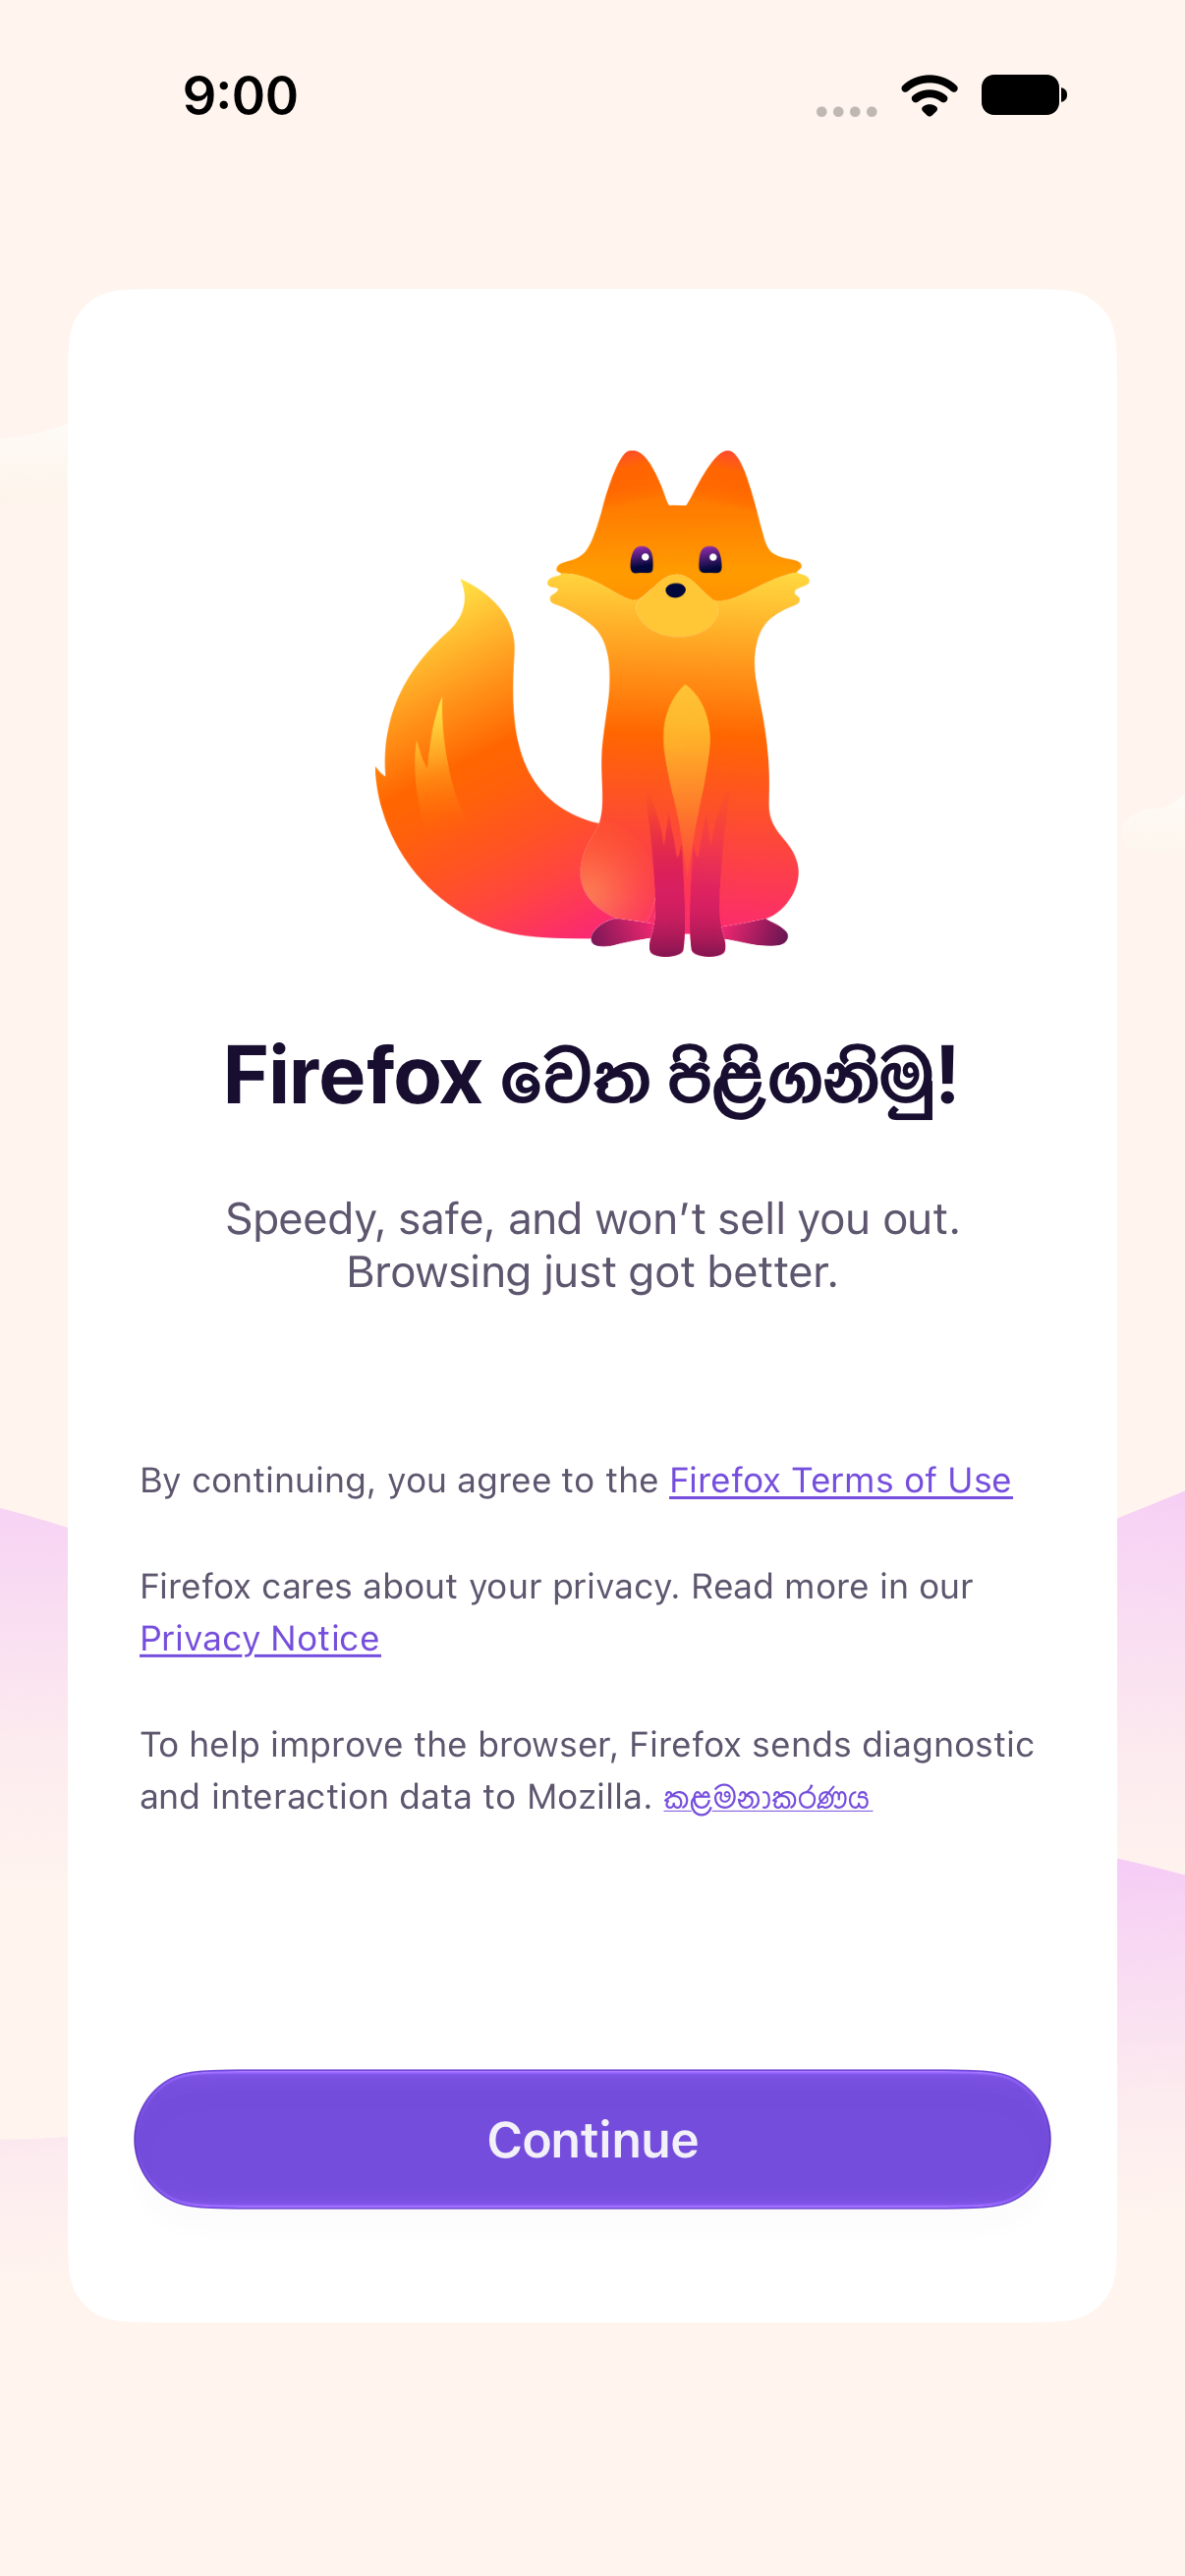 9:00
Firefox වෙත පිළිගනිමු!
Speedy, safe, and won’t sell you out.
Browsing just got better.
By continuing, you agree to the Firefox Terms of Use
Firefox cares about your privacy. Read more in our
Privacy Notice
To help improve the browser, Firefox sends diagnostic
and interaction data to Mozilla. කළමනාකරණය
Continue